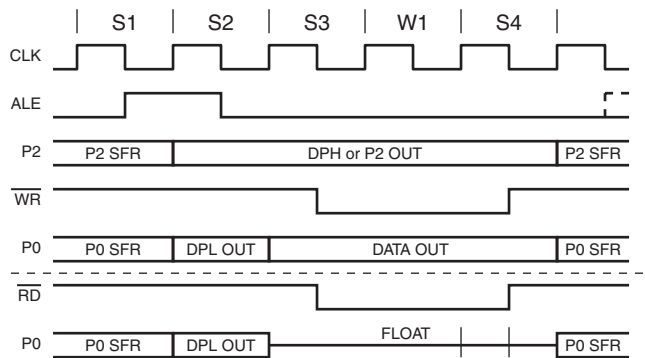 S1 S2 S3 W1 S4
CLK
ALE
P2 P2 SFR DPH or P2 OUT P2 SFR
WR
P0 P0 SFR DPL OUT DATA OUT P0 SFR
RD
P0 P0 SFR DPL OUT FLOAT P0 SFR